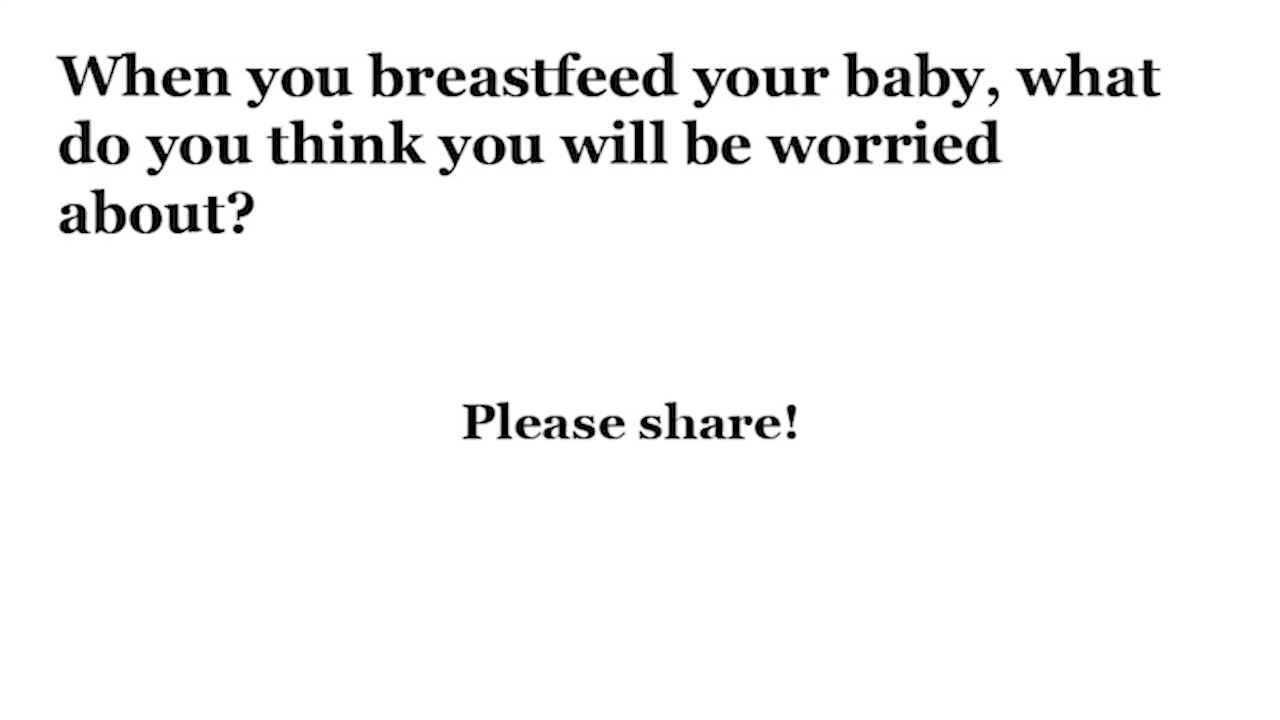 When you breastfeed your baby, what
do you think you will be worried
about?
Please share!